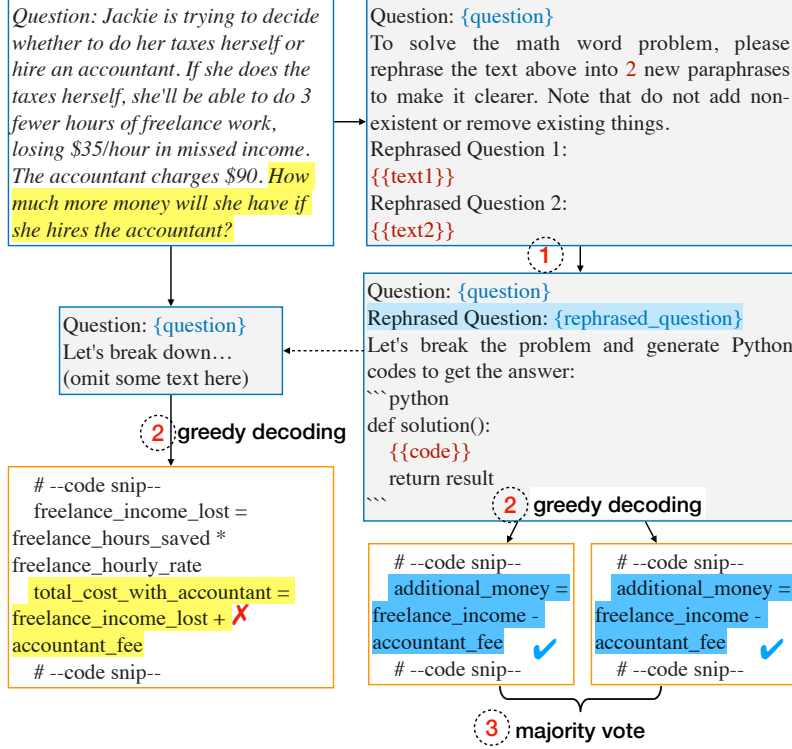 Question: Jackie is trying to decide
whether to do her taxes herself or
hire an accountant. If she does the
taxes herself, she'll be able to do 3
fewer hours of freelance work,
losing $35/hour in missed income.
The accountant charges $90. How
much more money will she have if
she hires the accountant?
Question: {question}
To solve the math word problem, please
rephrase the text above into 2 new paraphrases
to make it clearer. Note that do not add non-
existent or remove existing things.
Rephrased Question 1:
{{text1}}
Rephrased Question 2:
{{text2}}
1
Question: {question}
Rephrased Question: {rephrased_question}
Let's break the problem and generate Python
codes to get the answer:
```python
def solution():
{{code}}
return result
```
Question: {question}
Let's break down…
(omit some text here)
2 greedy decoding
# --code snip--
freelance_income_lost =
freelance_hours_saved *
freelance_hourly_rate
total_cost_with_accountant =
freelance_income_lost + ✗
accountant_fee
# --code snip--
2 greedy decoding
# --code snip--
additional_money =
freelance_income -
accountant_fee
# --code snip--
# --code snip--
additional_money =
freelance_income -
accountant_fee
# --code snip--
3 majority vote